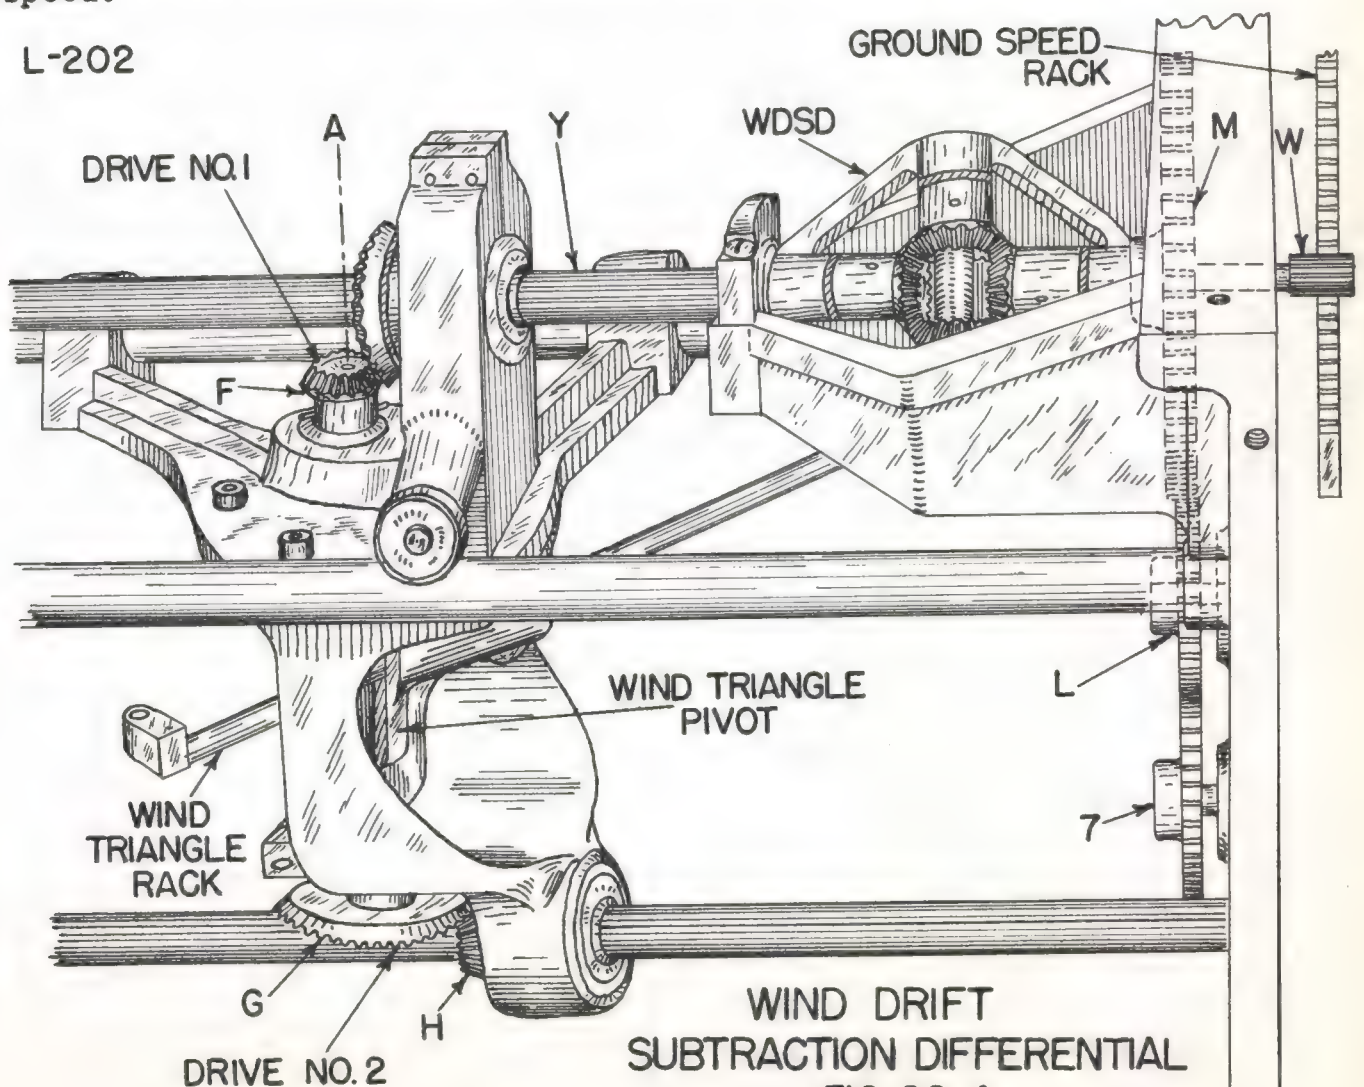 speed.
L-202
GROUND SPEED
RACK
A
Y
WDSD
M
W
DRIVE NO.1
F
WIND TRIANGLE
PIVOT
L
WIND
TRIANGLE
RACK
7
G
H
DRIVE NO. 2
WIND DRIFT
SUBTRACTION DIFFERENTIAL